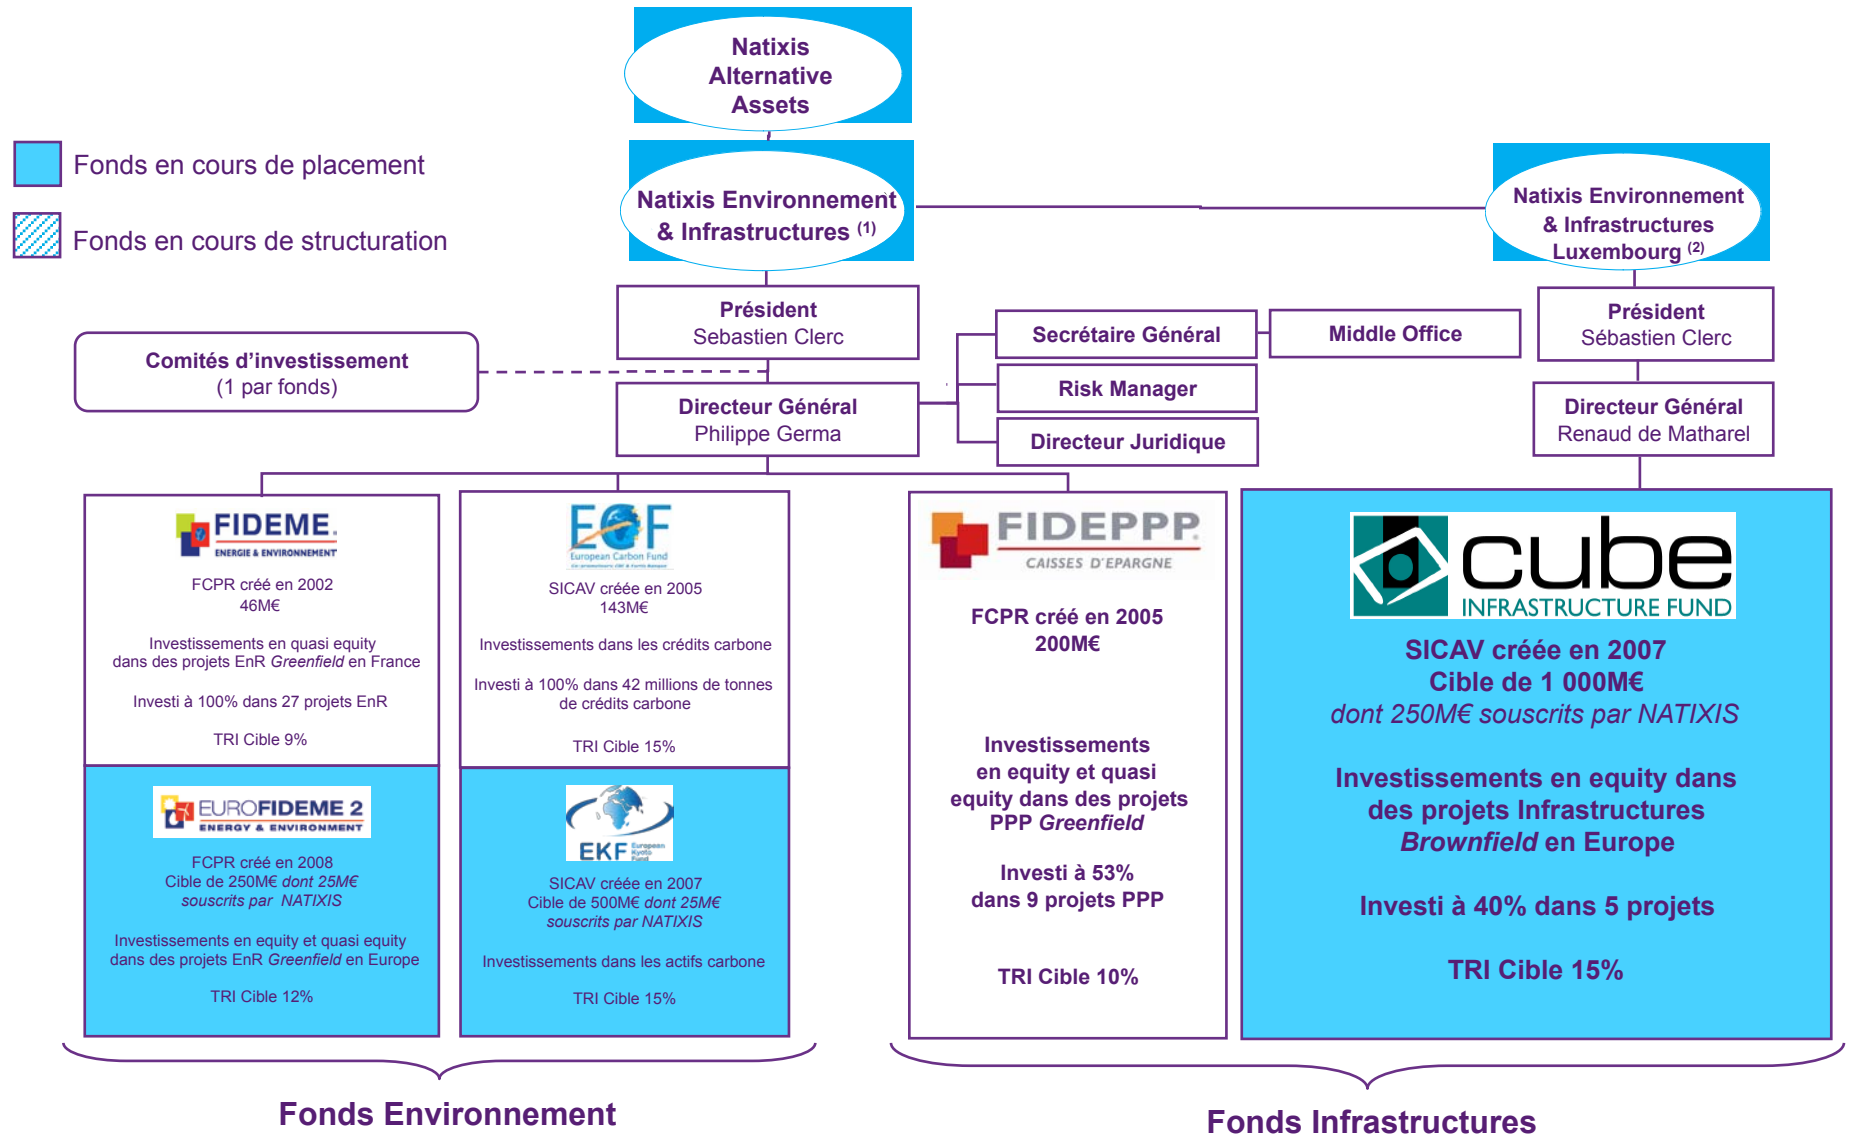 Natixis
Alternative
Assets
Fonds en cours de placement
Fonds en cours de structuration
Natixis Environnement
& Infrastructures (1)
Natixis Environnement
& Infrastructures
Luxembourg (2)
Président
Sebastien Clerc
Comités d'investissement
(1 par fonds)
Directeur Général
Philippe Germa
Secrétaire Général
Middle Office
Risk Manager
Directeur Juridique
Président
Sébastien Clerc
Directeur Général
Renaud de Matharel
FIDEME
ENERGIE & ENVIRONNEMENT
FCPR créé en 2002
46M€
Investissements en quasi equity
dans des projets EnR Greenfield en France
Investi à 100% dans 27 projets EnR
TRI Cible 9%
ECF
European Carbon Fund
SICAV créée en 2005
143M€
Investissements dans les crédits carbone
Investi à 100% dans 42 millions de tonnes
de crédits carbone
TRI Cible 15%
EUROFIDEME 2
ENERGY & ENVIRONMENT
FCPR créé en 2008
Cible de 250M€ dont 25M€
souscrits par NATIXIS
Investissements en equity et quasi equity
dans des projets EnR Greenfield en Europe
TRI Cible 12%
EKF European
Kyoto
Fund
SICAV créée en 2007
Cible de 500M€ dont 25M€
souscrits par NATIXIS
Investissements dans les actifs carbone
TRI Cible 15%
FIDEPPP
CAISSES D'EPARGNE
FCPR créé en 2005
200M€
Investissements
en equity et quasi
equity dans des projets
PPP Greenfield
Investi à 53%
dans 9 projets PPP
TRI Cible 10%
cube
INFRASTRUCTURE FUND
SICAV créée en 2007
Cible de 1 000M€
dont 250M€ souscrits par NATIXIS
Investissements en equity dans
des projets Infrastructures
Brownfield en Europe
Investi à 40% dans 5 projets
TRI Cible 15%
Fonds Environnement
Fonds Infrastructures